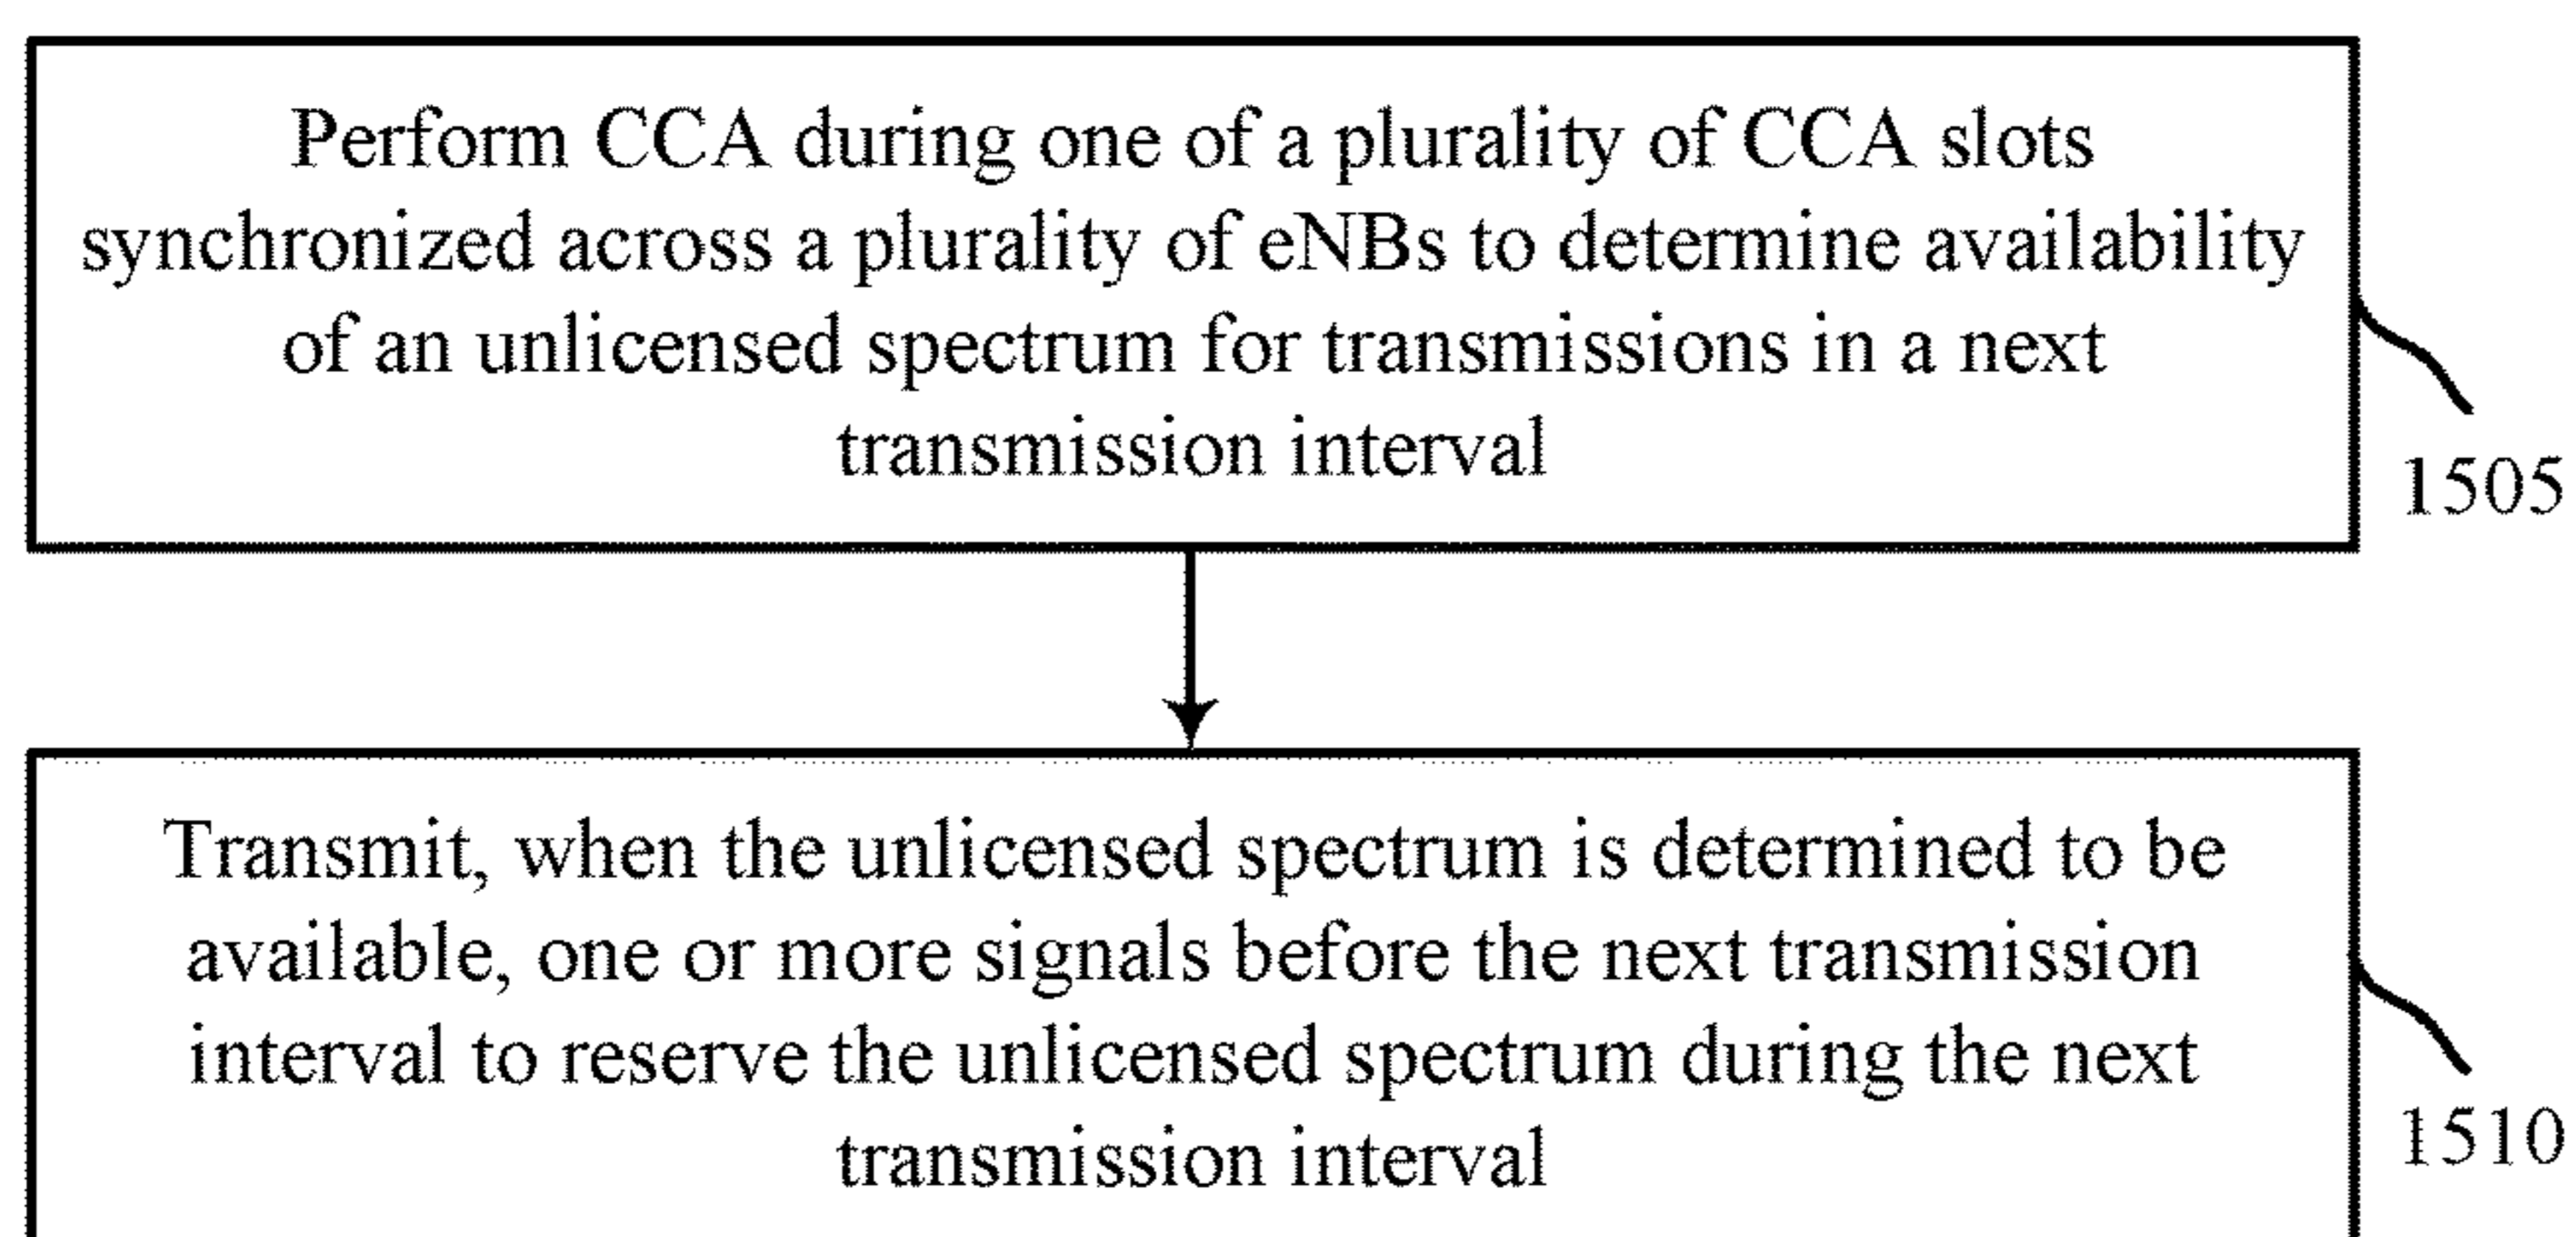 Perform CCA during one of a plurality of CCA slots
synchronized across a plurality of eNBs to determine availability
of an unlicensed spectrum for transmissions in a next
transmission interval
1505
Transmit, when the unlicensed spectrum is determined to be
available, one or more signals before the next transmission
interval to reserve the unlicensed spectrum during the next
transmission interval
1510